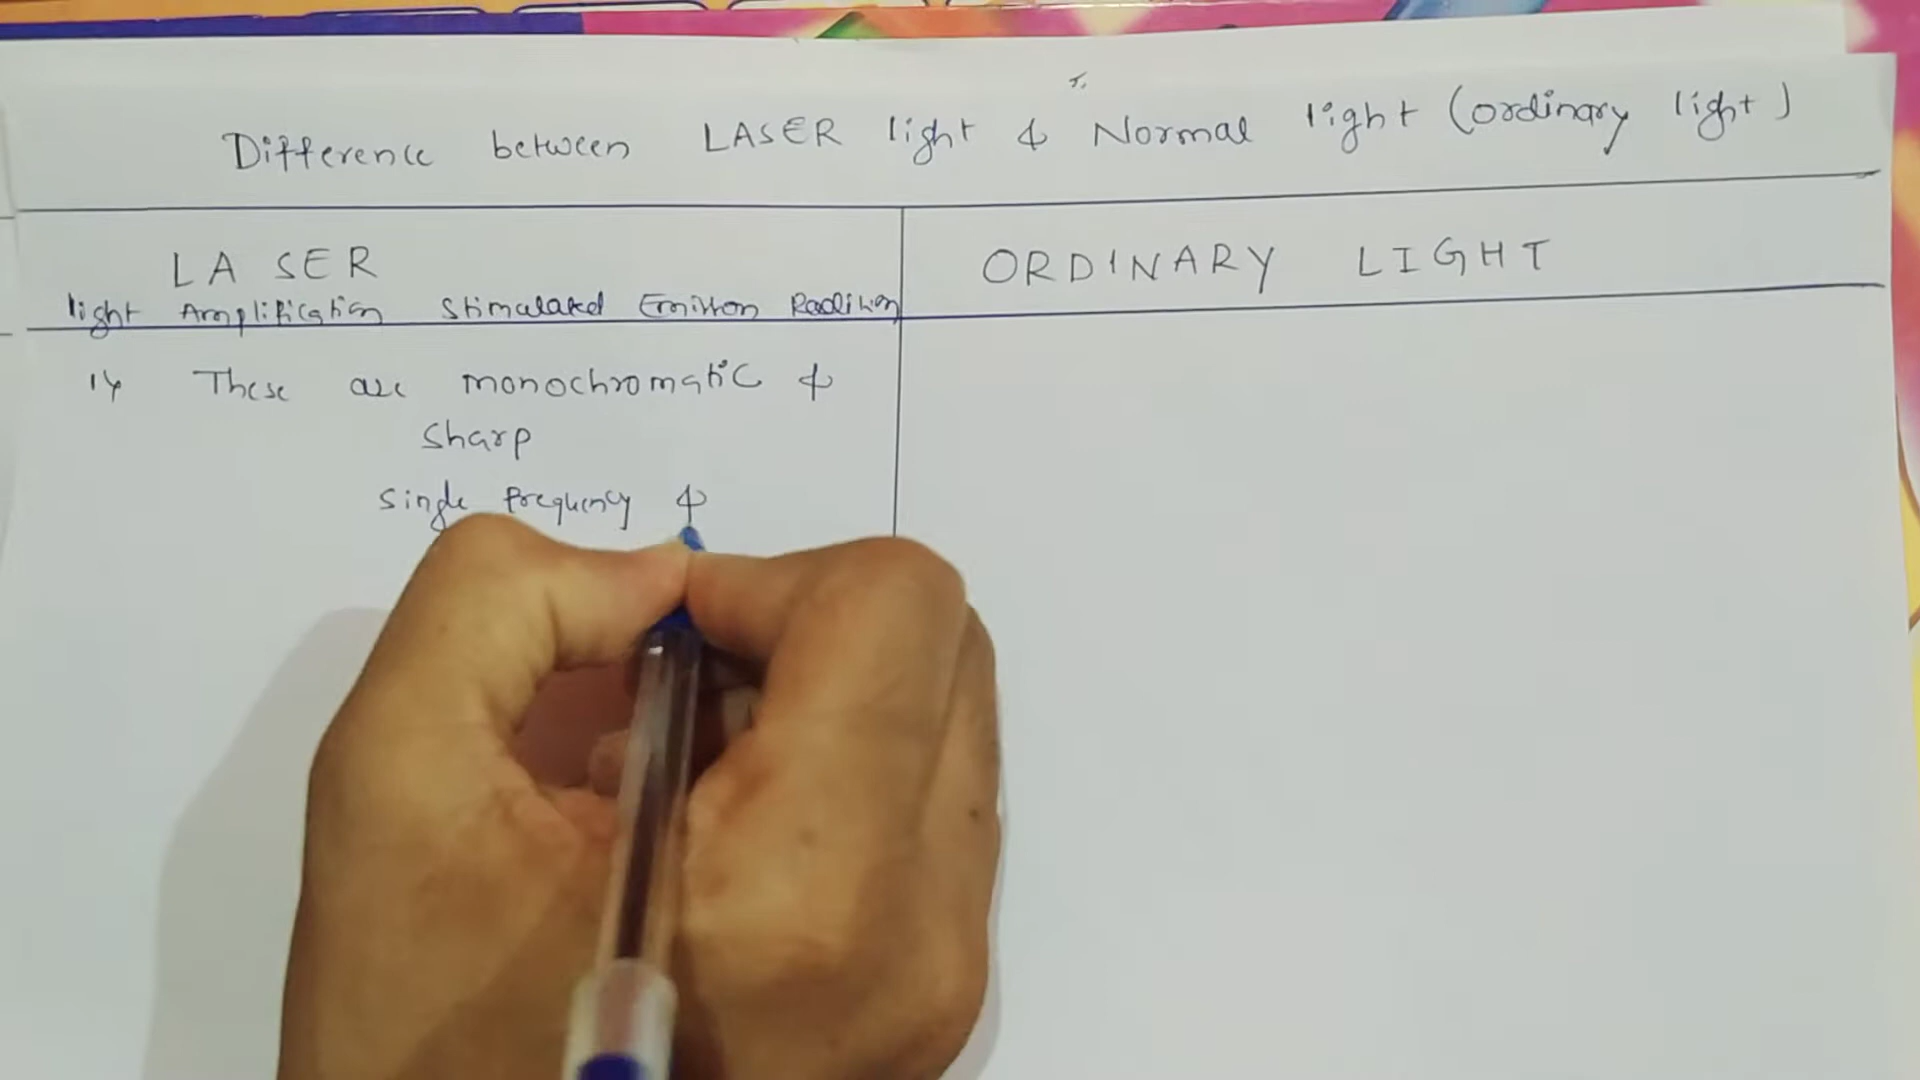 Difference between LASER light & Normal light (ordinary light)
LASER
light Amplification Stimulated Emission Radiation
ORDINARY LIGHT
1) These are monochromatic &
sharp
single frequency &